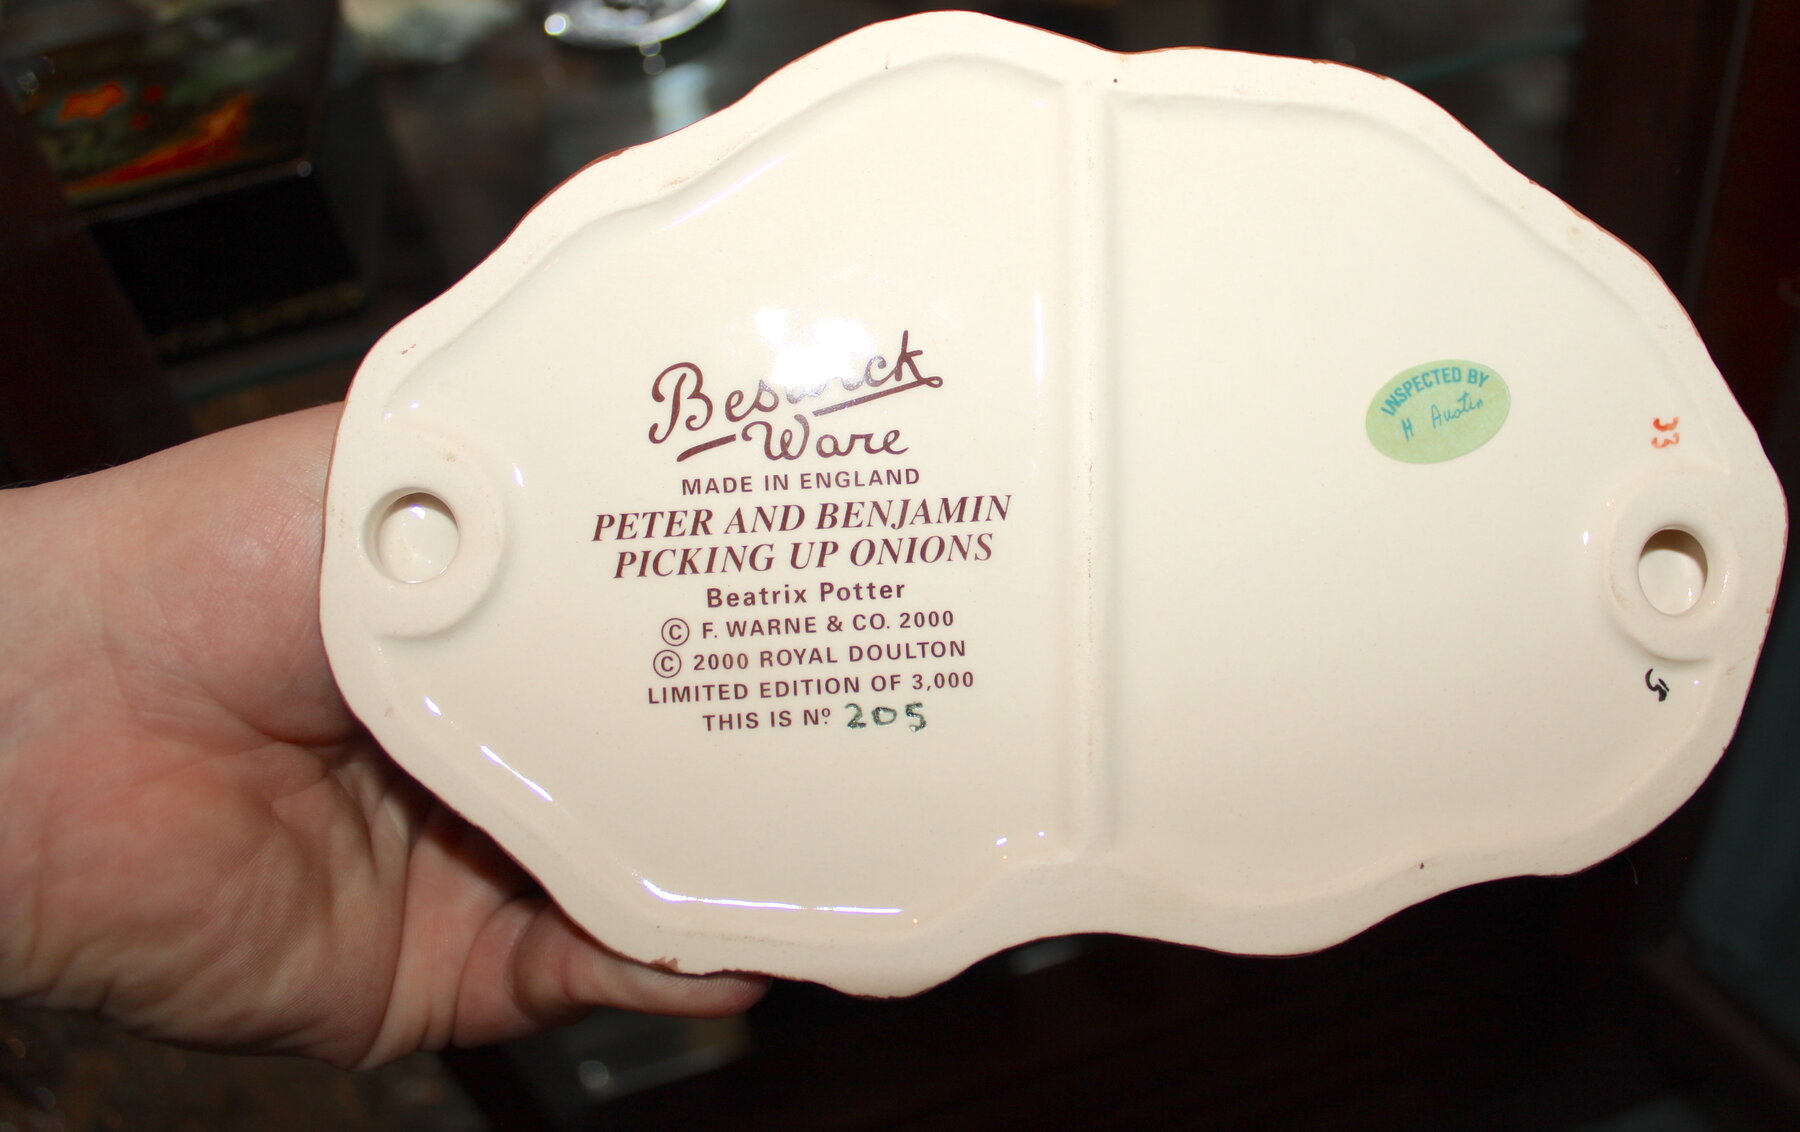 Beswick
Ware
MADE IN ENGLAND
PETER AND BENJAMIN
PICKING UP ONIONS
Beatrix Potter
© F. WARNE & CO. 2000
© 2000 ROYAL DOULTON
LIMITED EDITION OF 3,000
THIS IS Nº 205
INSPECTED BY
H Austin
33